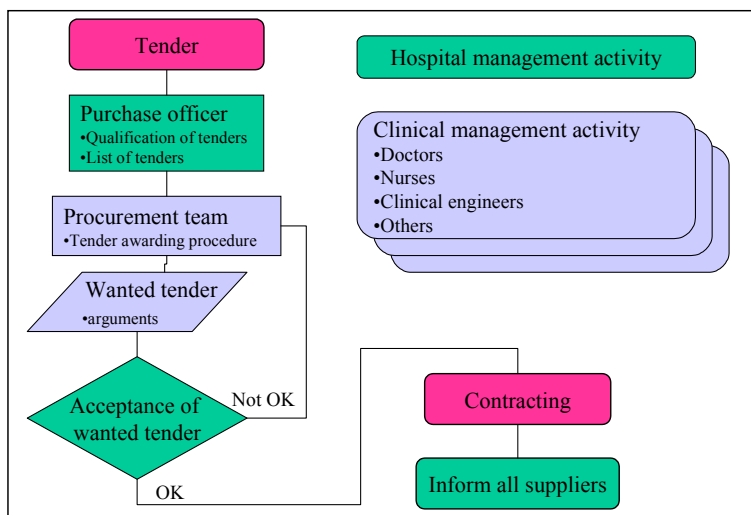 Tender
Hospital management activity
Purchase officer
•Qualification of tenders
•List of tenders
Clinical management activity
•Doctors
•Nurses
•Clinical engineers
•Others
Procurement team
•Tender awarding procedure
Wanted tender
•arguments
Acceptance of
wanted tender
Not OK
OK
Contracting
Inform all suppliers